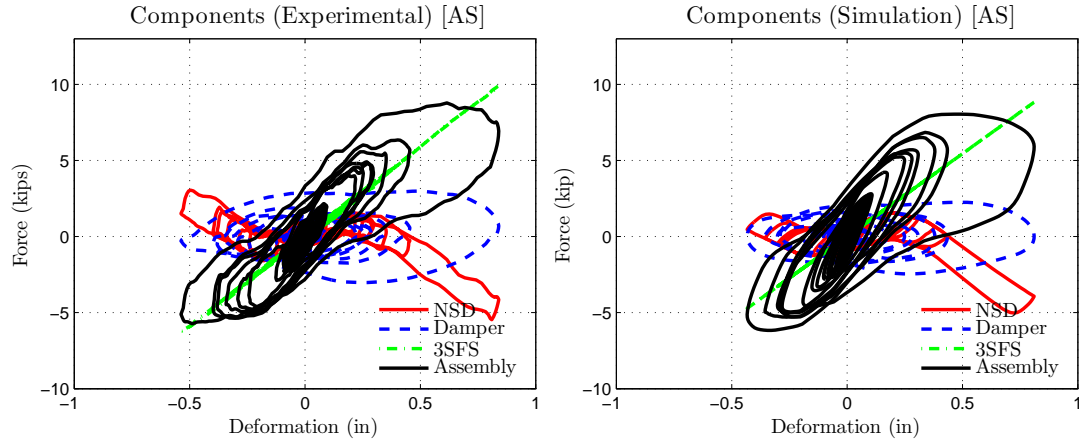 Components (Experimental) [AS]
Force (kips)
10
5
0
−5
−10
−1
−0.5
0
0.5
1
Deformation (in)
NSD
Damper
3SFS
Assembly
Components (Simulation) [AS]
Force (kip)
10
5
0
−5
−10
−1
−0.5
0
0.5
1
Deformation (in)
NSD
Damper
3SFS
Assembly